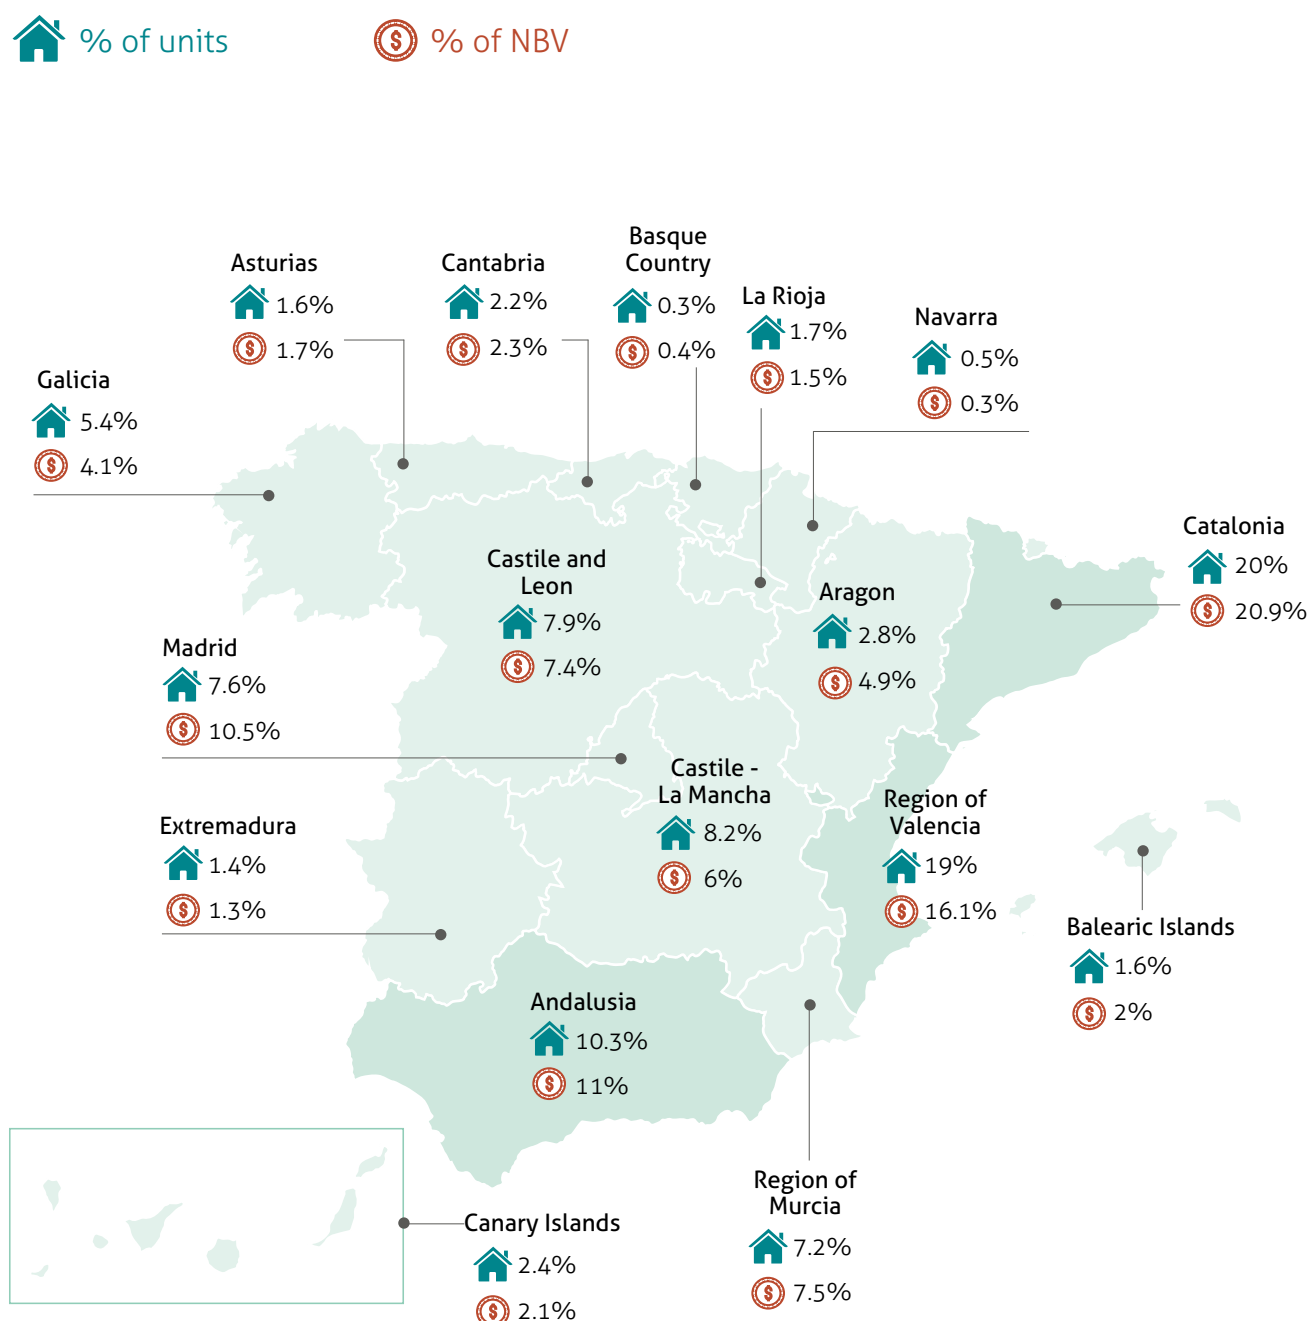 % of units
% of NBV
Basque
Country
0.3%
0.4%
Asturias
1.6%
1.7%
Cantabria
2.2%
2.3%
La Rioja
1.7%
1.5%
Navarra
0.5%
0.3%
Galicia
5.4%
4.1%
Catalonia
20%
20.9%
Castile and
Leon
7.9%
7.4%
Aragon
2.8%
4.9%
Madrid
7.6%
10.5%
Castile -
La Mancha
8.2%
6%
Region of
Valencia
19%
16.1%
Extremadura
1.4%
1.3%
Balearic Islands
1.6%
2%
Andalusia
10.3%
11%
Region of
Murcia
7.2%
7.5%
Canary Islands
2.4%
2.1%